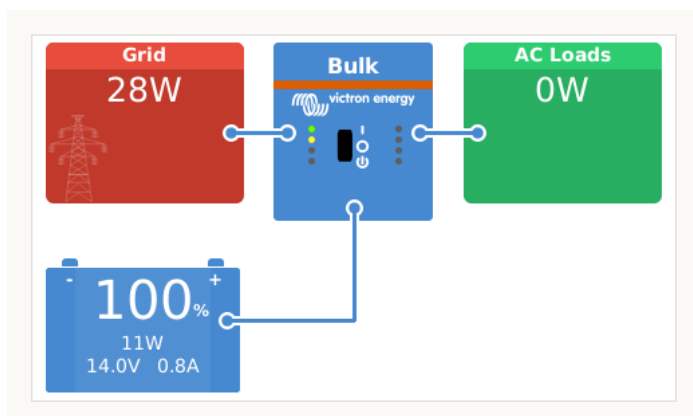 Grid
28W
Bulk
victron energy
I
AC Loads
0W
- +
100%
11W
14.0V 0.8A